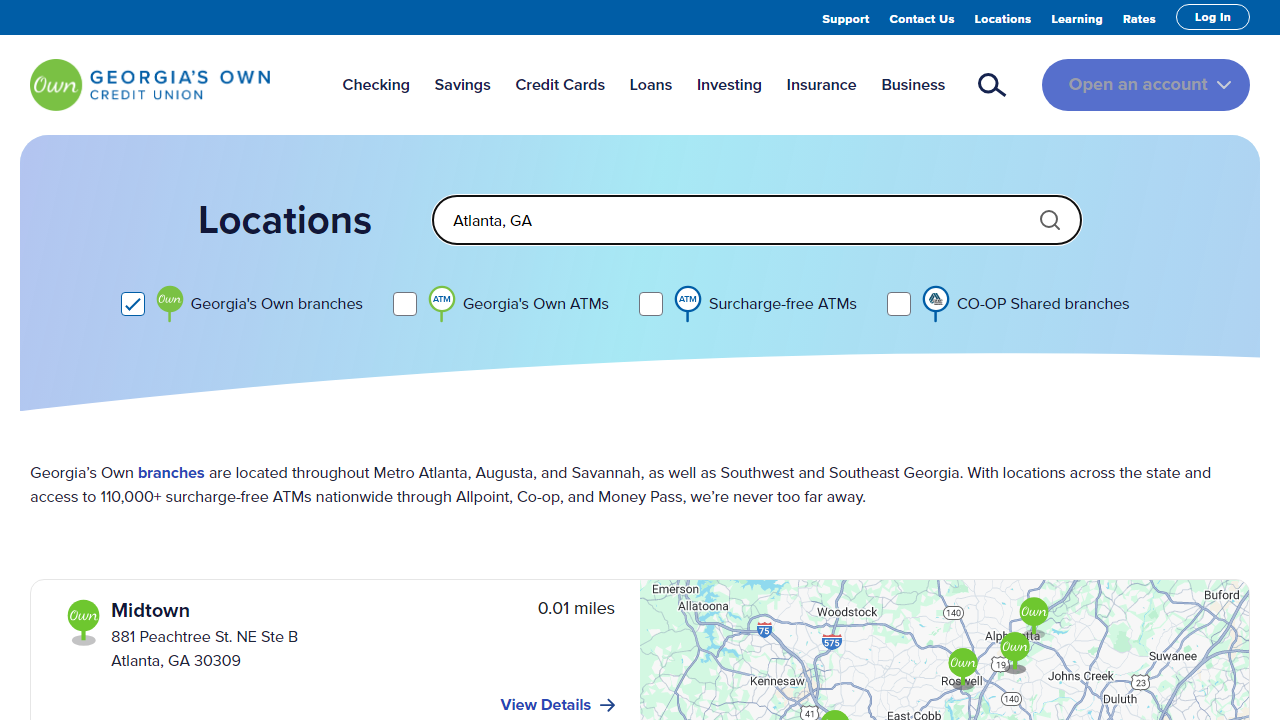 Support Contact Us Locations Learning Rates Log In
Own GEORGIA'S OWN
CREDIT UNION
Checking Savings Credit Cards Loans Investing Insurance Business Open an account
Locations
Atlanta, GA
Own Georgia's Own branches ATM Georgia's Own ATMs ATM Surcharge-free ATMs CO-OP Shared branches
Georgia’s Own branches are located throughout Metro Atlanta, Augusta, and Savannah, as well as Southwest and Southeast Georgia. With locations across the state and
access to 110,000+ surcharge-free ATMs nationwide through Allpoint, Co-op, and Money Pass, we’re never too far away.
Own Midtown 0.01 miles
881 Peachtree St. NE Ste B
Atlanta, GA 30309
View Details
Emerson
Allatoona
Woodstock
140
Own
Buford
75
575
Alpharetta
Own
Own
19
Roswell
Suwanee
Kennesaw
Johns Creek
23
140
Duluth
41
East Cobb